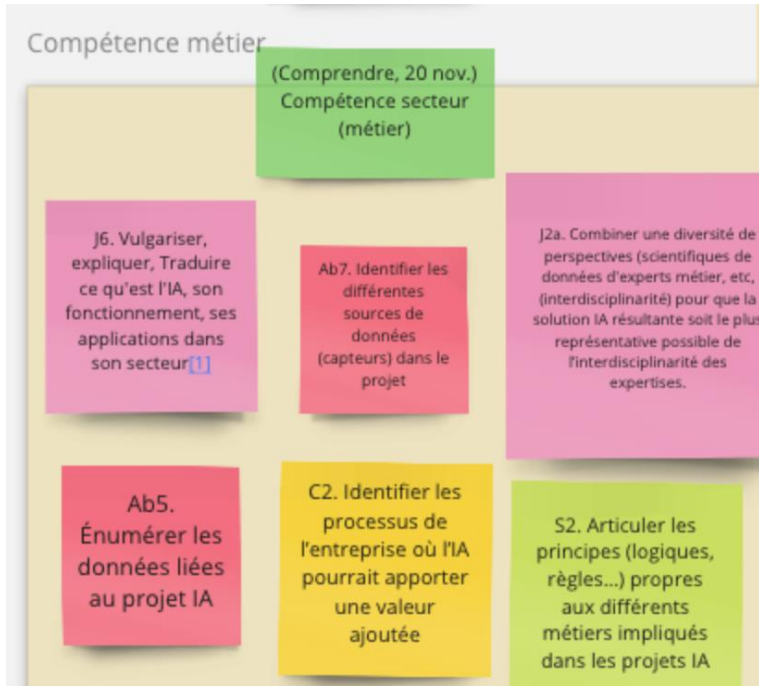 Compétence métier
(Comprendre, 20 nov.)
Compétence secteur
(métier)
J6. Vulgariser,
expliquer, Traduire
ce qu'est l'IA, son
fonctionnement, ses
applications dans
son secteur[1]
Ab7. Identifier les
différentes
sources de
données
(capteurs) dans le
projet
J2a. Combiner une diversité de
perspectives (scientifiques de
données d'experts métier, etc,
(interdisciplinarité) pour que la
solution IA résultante soit le plus
représentative possible de
l'interdisciplinarité des
expertises.
Ab5.
Énumérer les
données liées
au projet IA
C2. Identifier les
processus de
l'entreprise où l'IA
pourrait apporter
une valeur
ajoutée
S2. Articuler les
principes (logiques,
règles...) propres
aux différents
métiers impliqués
dans les projets IA